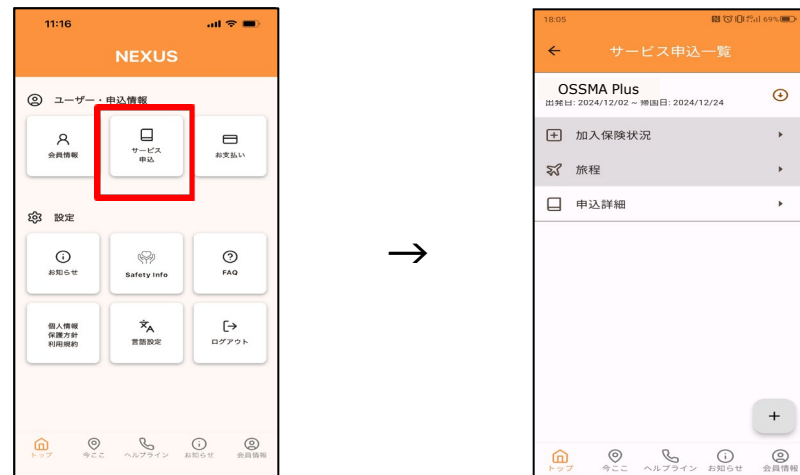 11:16
NEXUS
ユーザー・申込情報
会員情報
サービス
申込
お支払い
設定
お知らせ
Safety Info
FAQ
個人情報
保護方針
利用規約
言語設定
ログアウト
トップ
今ここ
ヘルプライン
お知らせ
会員情報
→
18:05
69%
サービス申込一覧
OSSMA Plus
出発日: 2024/12/02 ~ 帰国日: 2024/12/24
加入保険状況
旅程
申込詳細
+
トップ
今ここ
ヘルプライン
お知らせ
会員情報